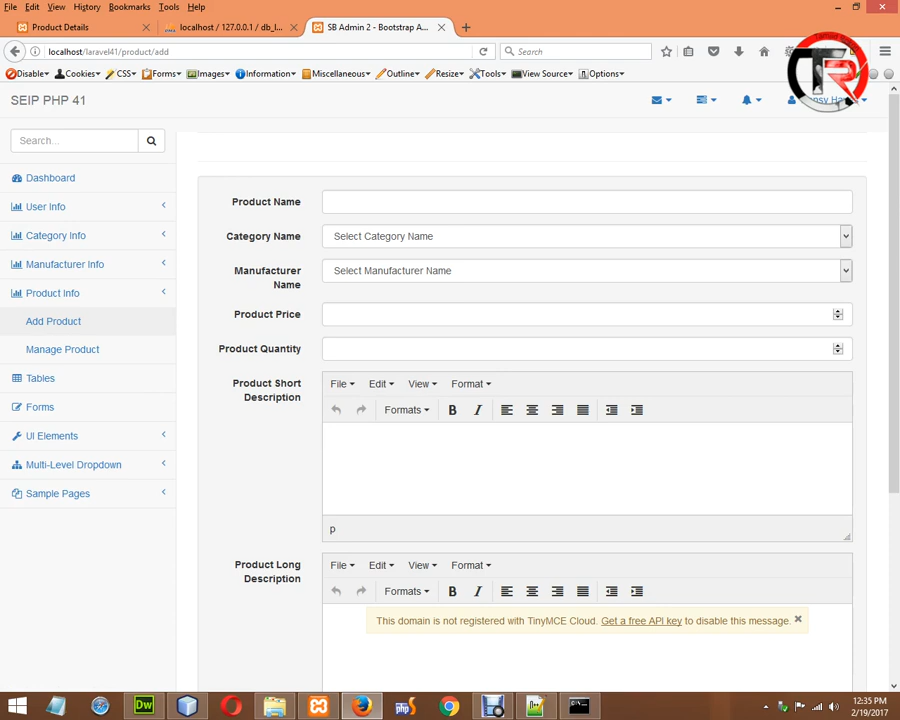 File Edit View History Bookmarks Tools Help
Product Details
localhost / 127.0.0.1 / db_l...
SB Admin 2 - Bootstrap A...
localhost/laravel41/product/add
Search
Disable Cookies CSS Forms Images Information Miscellaneous Outline Resize Tools View Source Options
SEIP PHP 41
Search...
Dashboard
User Info
Category Info
Manufacturer Info
Product Info
Add Product
Manage Product
Tables
Forms
UI Elements
Multi-Level Dropdown
Sample Pages
Product Name
Category Name
Select Category Name
Manufacturer Name
Select Manufacturer Name
Product Price
Product Quantity
Product Short Description
File Edit View Format
Formats B I
p
Product Long Description
File Edit View Format
Formats B I
This domain is not registered with TinyMCE Cloud. Get a free API key to disable this message.
Dw
php
12:35 PM
2/19/2017